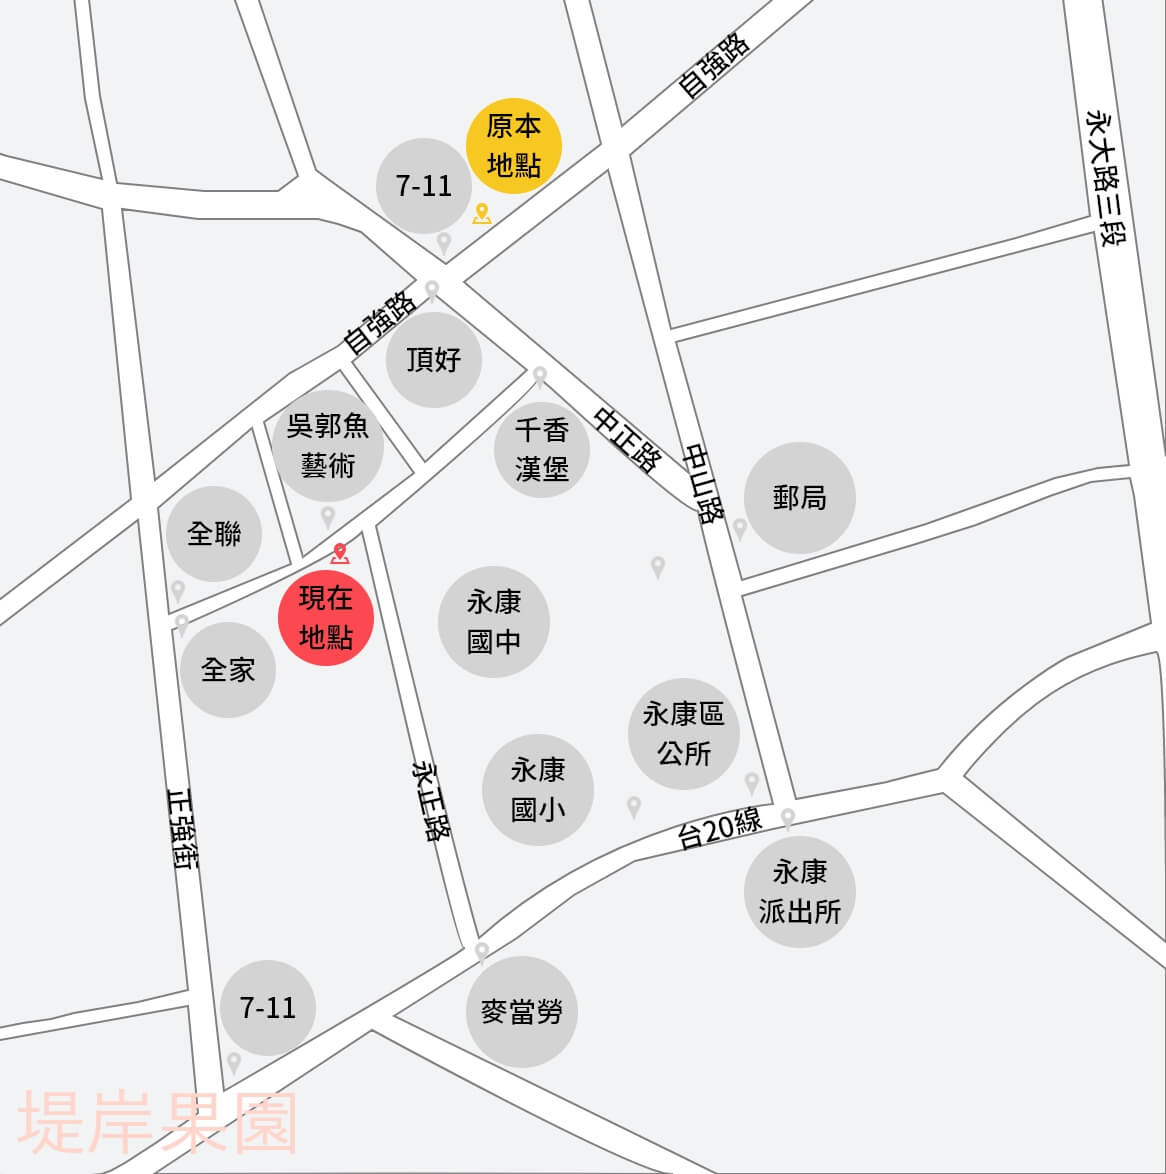 自強路
永大路三段
原本
地點
7-11
自強路
頂好
吳郭魚
藝術
千香
漢堡
中正路
中山路
郵局
全聯
現在
地點
永康
國中
全家
永康區
公所
永康
國小
永正路
正強街
台20線
永康
派出所
7-11
麥當勞
堤岸果園